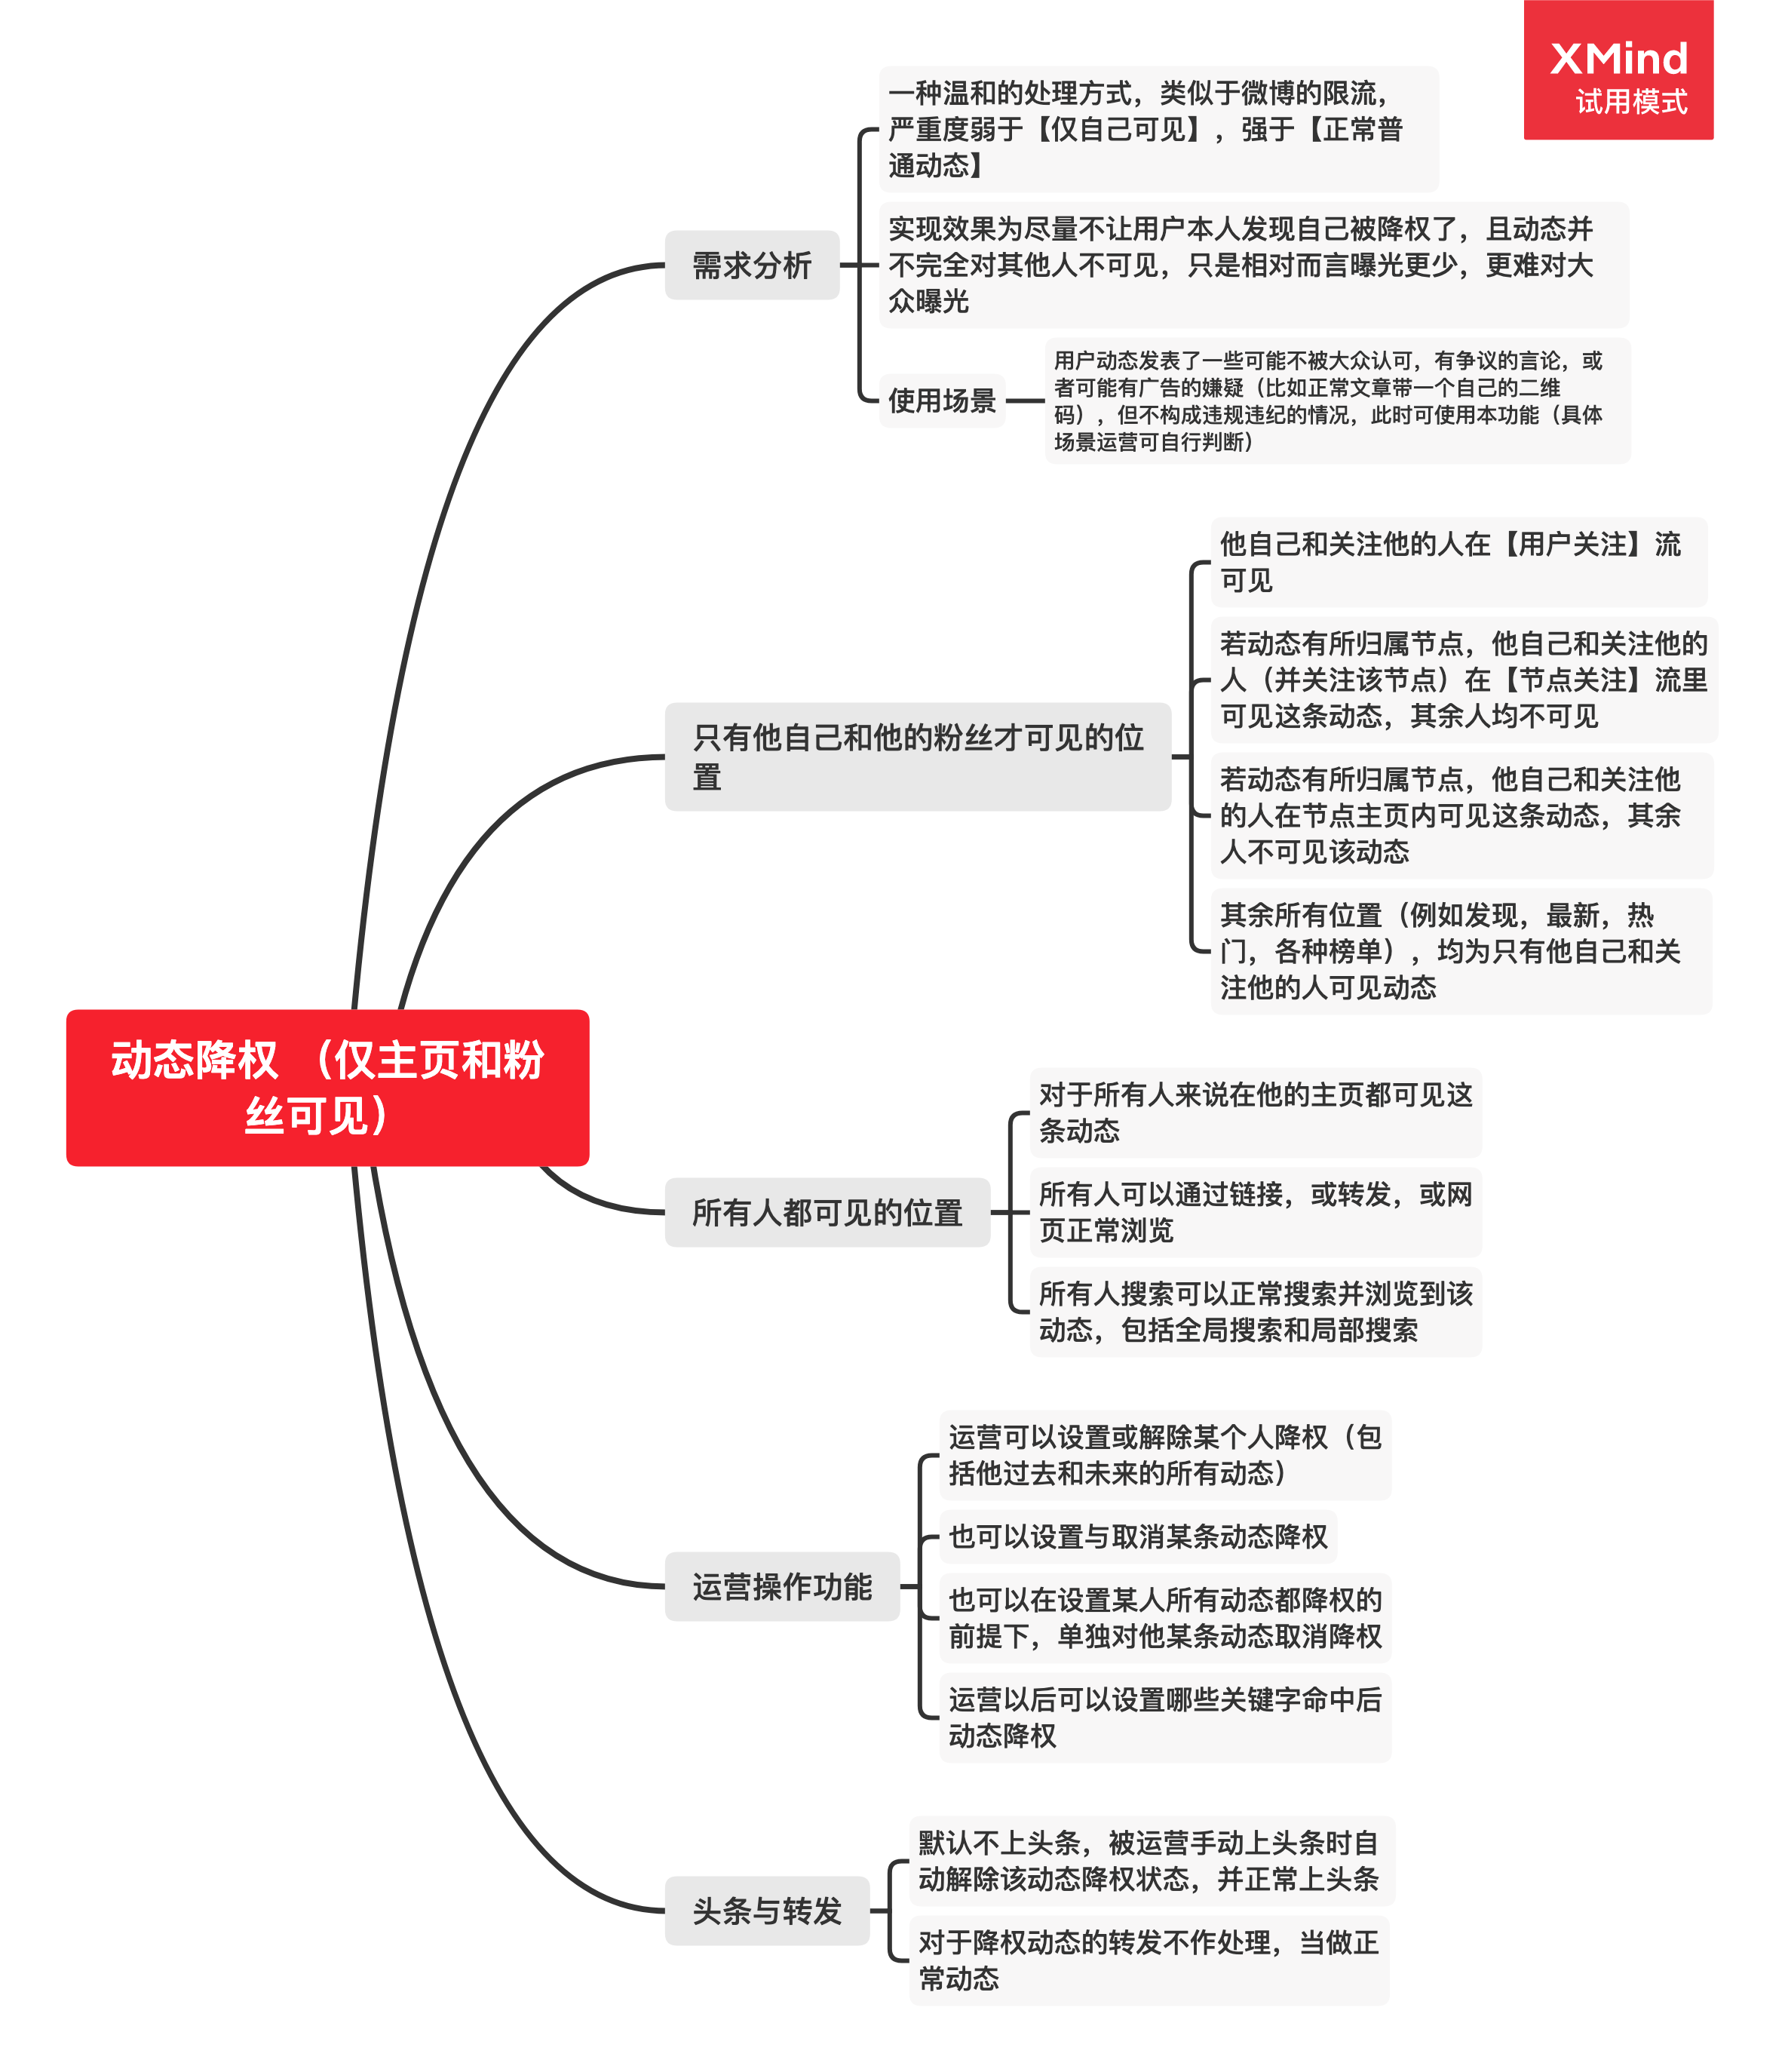 XMind
试用模式
动态降权 （仅主页和粉
丝可见）
需求分析
一种温和的处理方式，类似于微博的限流，
严重度弱于【仅自己可见】，强于【正常普
通动态】
实现效果为尽量不让用户本人发现自己被降权了，且动态并
不完全对其他人不可见，只是相对而言曝光更少，更难对大
众曝光
使用场景
用户动态发表了一些可能不被大众认可，有争议的言论，或
者可能有广告的嫌疑（比如正常文章带一个自己的二维
码），但不构成违规违纪的情况，此时可使用本功能（具体
场景运营可自行判断）
只有他自己和他的粉丝才可见的位
置
他自己和关注他的人在【用户关注】流
可见
若动态有所归属节点，他自己和关注他的
人（并关注该节点）在【节点关注】流里
可见这条动态，其余人均不可见
若动态有所归属节点，他自己和关注他
的人在节点主页内可见这条动态，其余
人不可见该动态
其余所有位置（例如发现，最新，热
门，各种榜单），均为只有他自己和关
注他的人可见动态
所有人都可见的位置
对于所有人来说在他的主页都可见这
条动态
所有人可以通过链接，或转发，或网
页正常浏览
所有人搜索可以正常搜索并浏览到该
动态，包括全局搜索和局部搜索
运营操作功能
运营可以设置或解除某个人降权（包
括他过去和未来的所有动态）
也可以设置与取消某条动态降权
也可以在设置某人所有动态都降权的
前提下，单独对他某条动态取消降权
运营以后可以设置哪些关键字命中后
动态降权
头条与转发
默认不上头条，被运营手动上头条时自
动解除该动态降权状态，并正常上头条
对于降权动态的转发不作处理，当做正
常动态